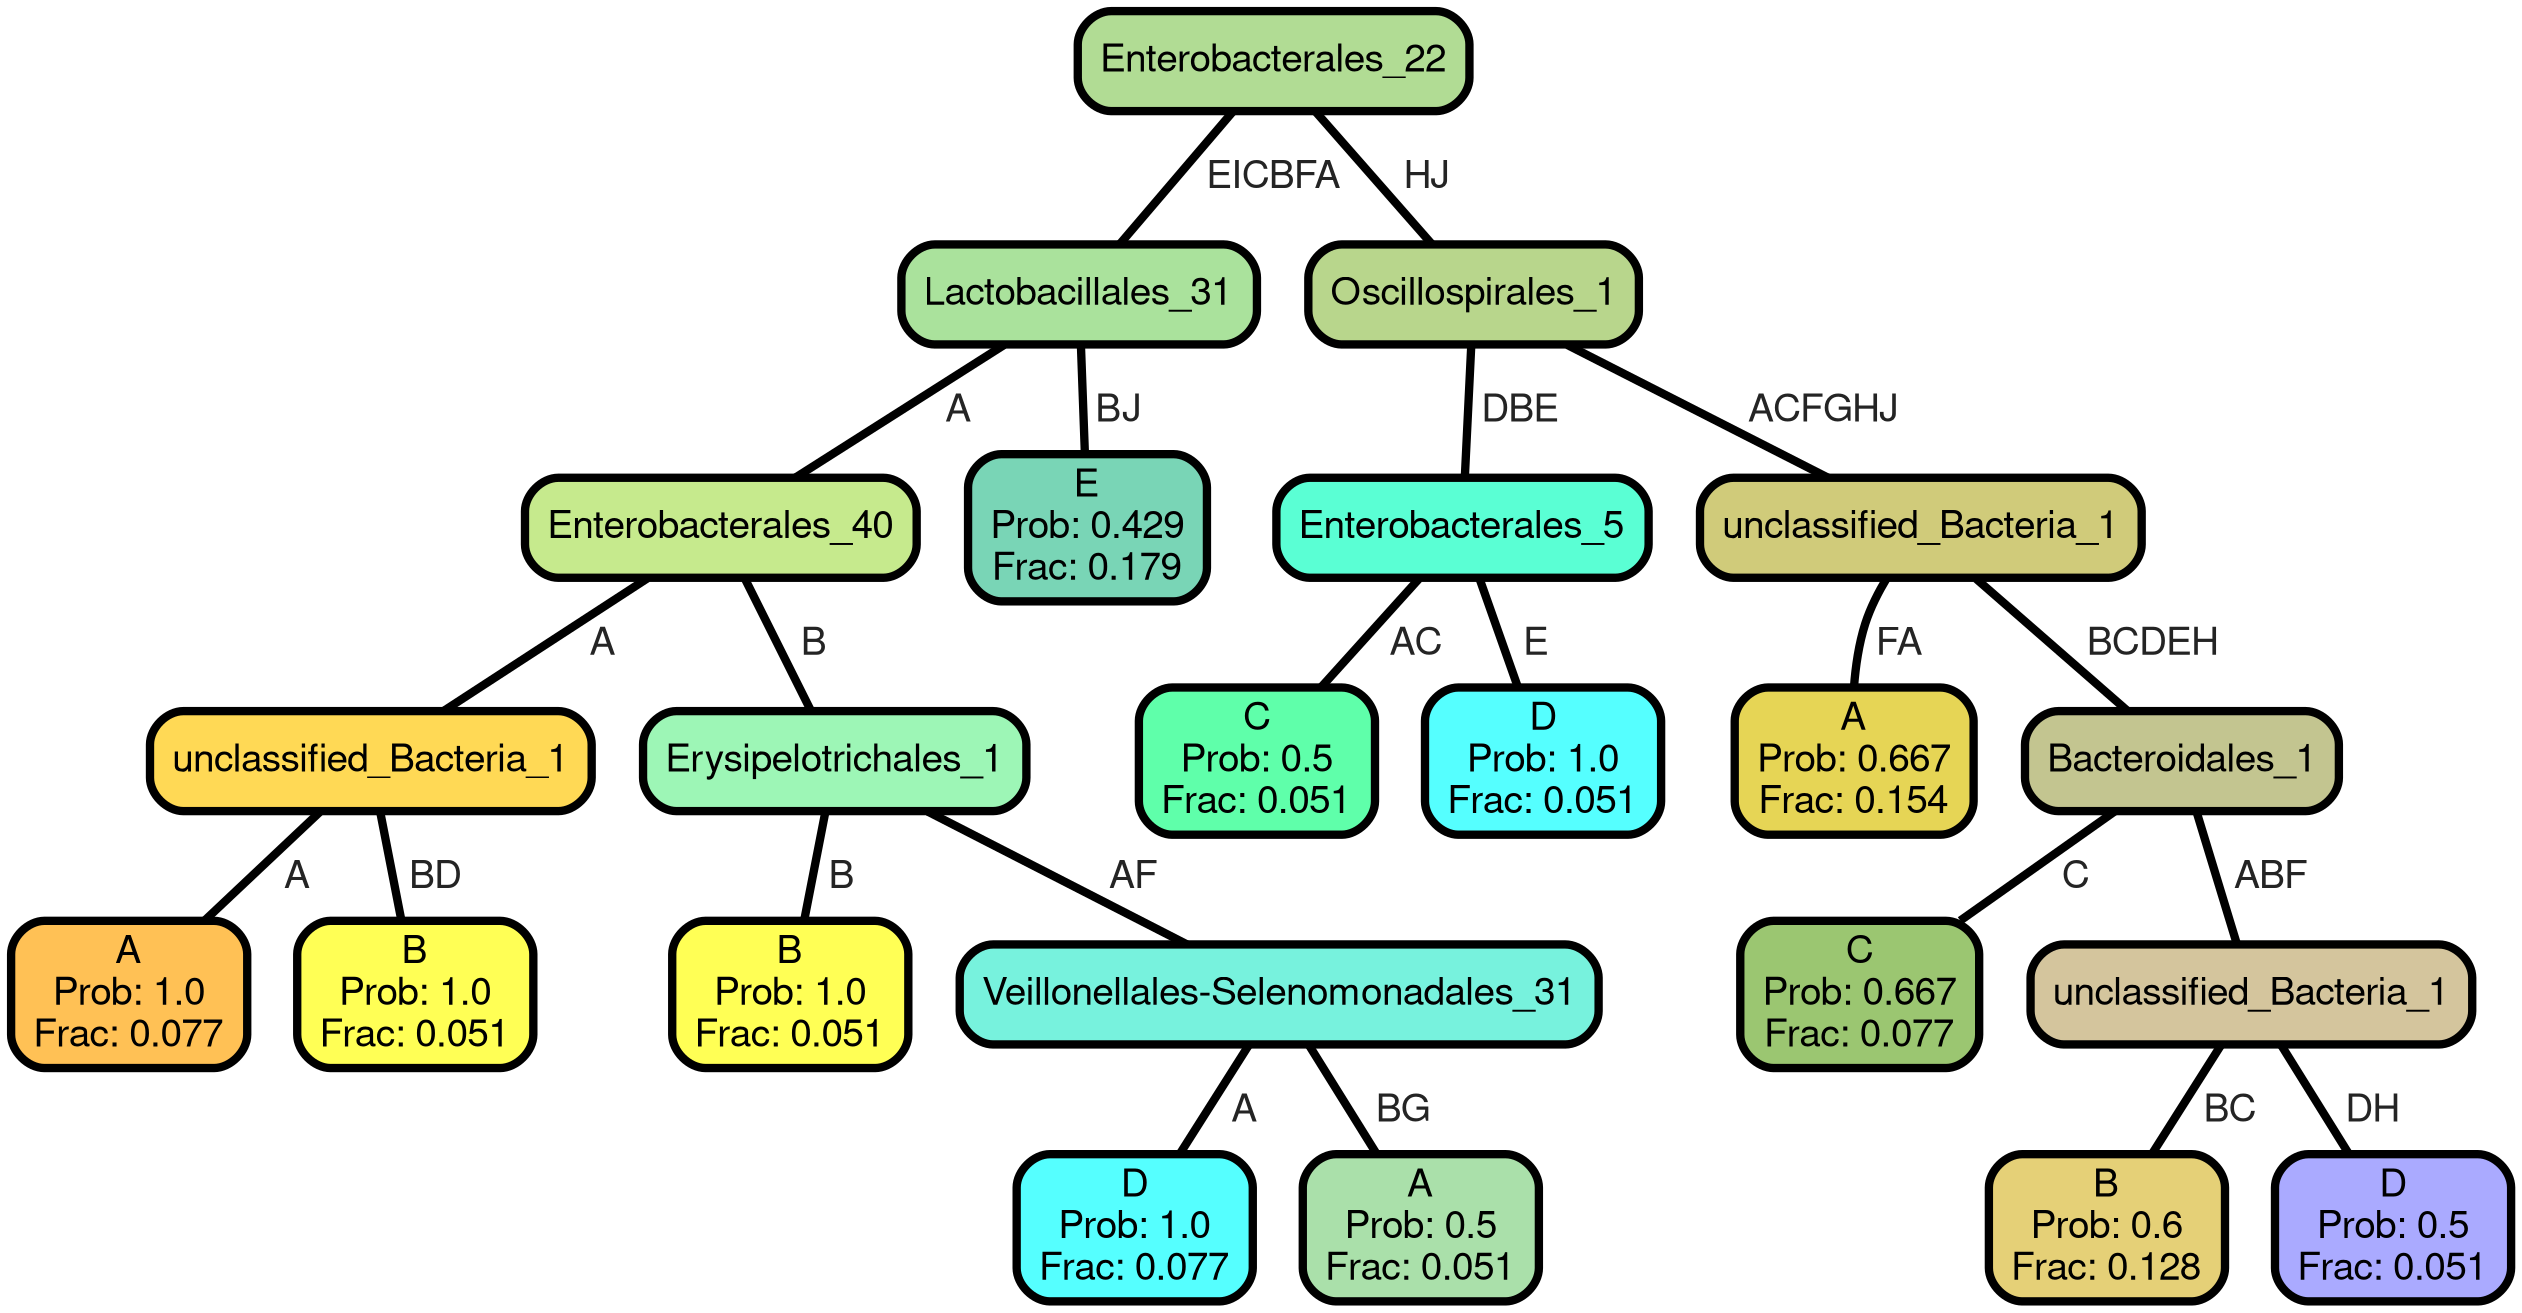 Enterobacterales_22
EICBFA
HJ
Lactobacillales_31
Oscillospirales_1
A
BJ
DBE
ACFGHJ
Enterobacterales_40
E
Prob: 0.429
Frac: 0.179
Enterobacterales_5
unclassified_Bacteria_1
A
B
AC
E
FA
BCDEH
unclassified_Bacteria_1
Erysipelotrichales_1
C
Prob: 0.5
Frac: 0.051
D
Prob: 1.0
Frac: 0.051
A
Prob: 0.667
Frac: 0.154
Bacteroidales_1
A
BD
B
AF
C
ABF
A
Prob: 1.0
Frac: 0.077
B
Prob: 1.0
Frac: 0.051
B
Prob: 1.0
Frac: 0.051
Veillonellales-Selenomonadales_31
C
Prob: 0.667
Frac: 0.077
unclassified_Bacteria_1
A
BG
BC
DH
D
Prob: 1.0
Frac: 0.077
A
Prob: 0.5
Frac: 0.051
B
Prob: 0.6
Frac: 0.128
D
Prob: 0.5
Frac: 0.051